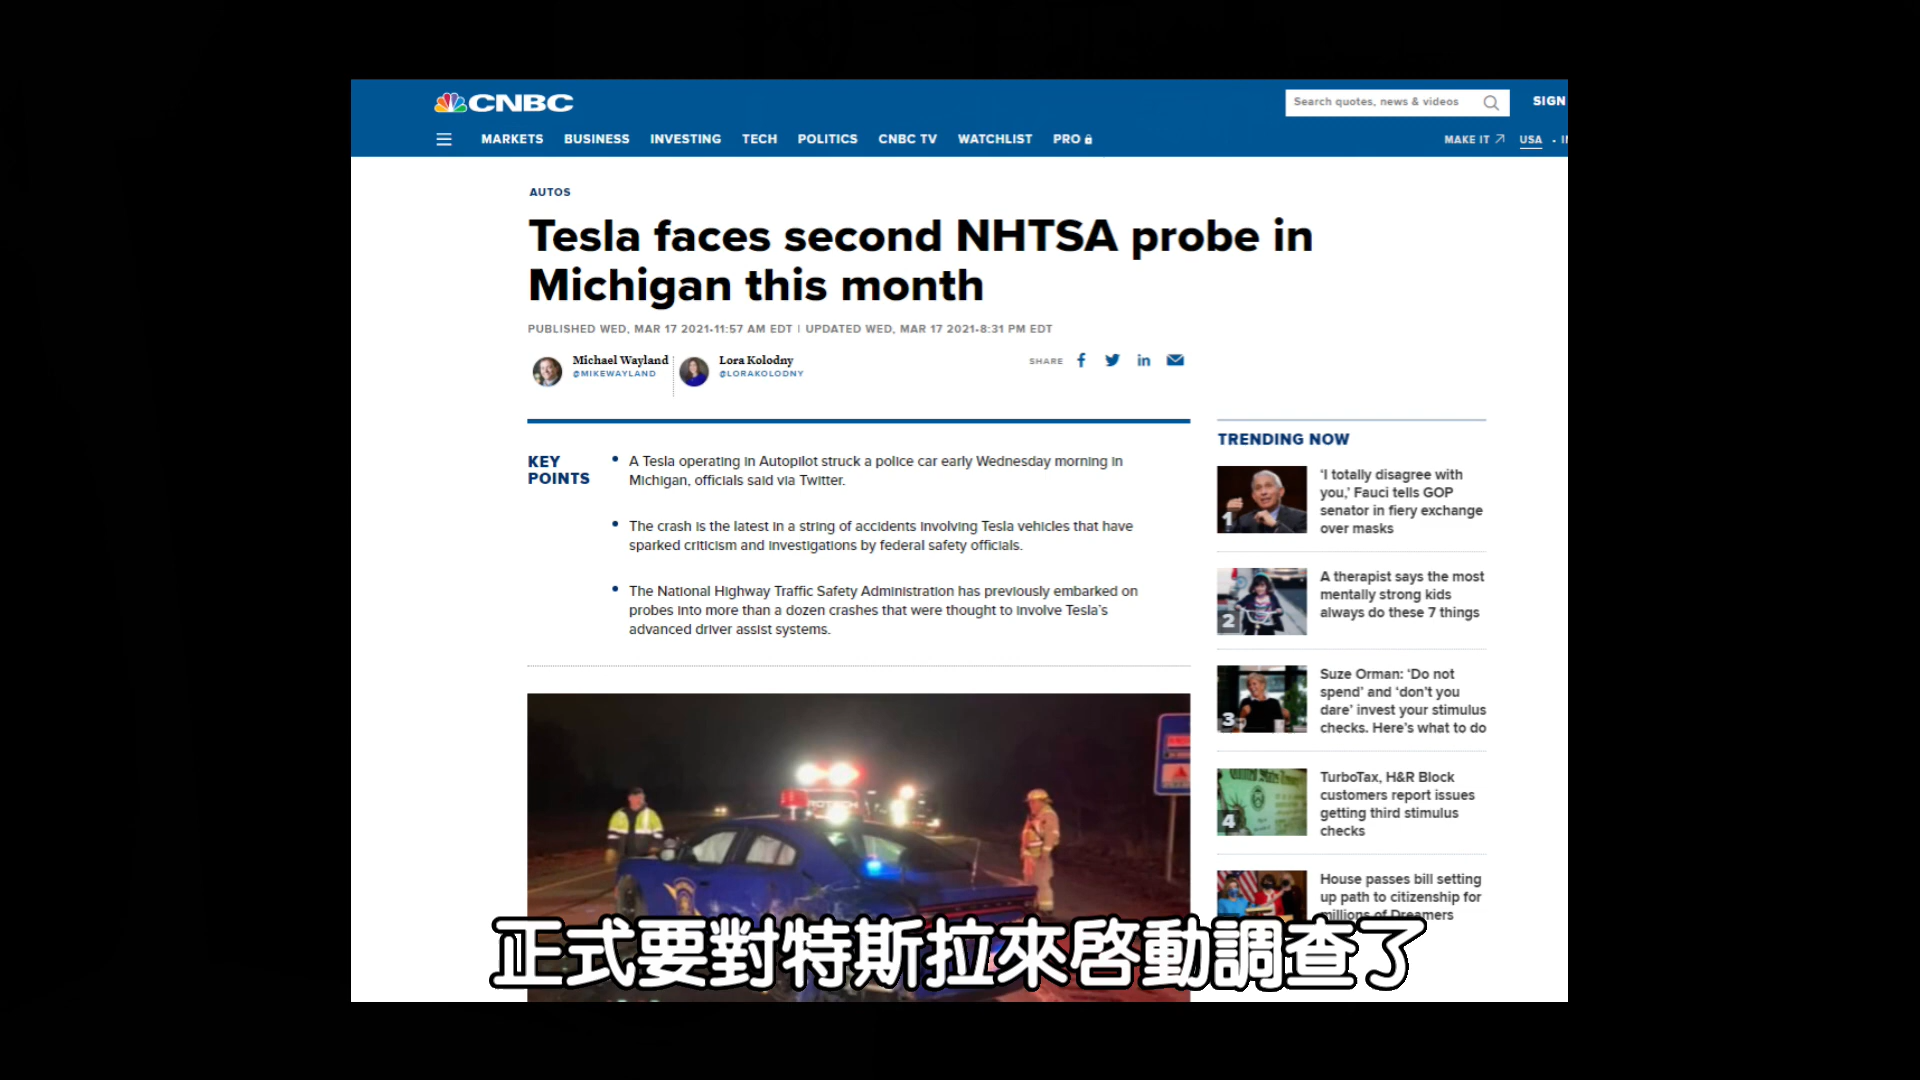 CNBC
Search quotes, news & videos
SIGN
MARKETS BUSINESS INVESTING TECH POLITICS CNBC TV WATCHLIST PRO
MAKE IT USA
AUTOS
Tesla faces second NHTSA probe in
Michigan this month
PUBLISHED WED, MAR 17 2021•11:57 AM EDT | UPDATED WED, MAR 17 2021•8:31 PM EDT
Michael Wayland
@MIKEWAYLAND
Lora Kolodny
@LORAKOLODNY
SHARE
KEY
POINTS
A Tesla operating in Autopilot struck a police car early Wednesday morning in
Michigan, officials said via Twitter.
The crash is the latest in a string of accidents involving Tesla vehicles that have
sparked criticism and investigations by federal safety officials.
The National Highway Traffic Safety Administration has previously embarked on
probes into more than a dozen crashes that were thought to involve Tesla's
advanced driver assist systems.
TRENDING NOW
1
‘I totally disagree with
you,’ Fauci tells GOP
senator in fiery exchange
over masks
2
A therapist says the most
mentally strong kids
always do these 7 things
3
Suze Orman: ‘Do not
spend’ and ‘don't you
dare’ invest your stimulus
checks. Here's what to do
4
TurboTax, H&R Block
customers report issues
getting third stimulus
checks
House passes bill setting
up path to citizenship for
millions of Dreamers
正式要對特斯拉來啓動調查了